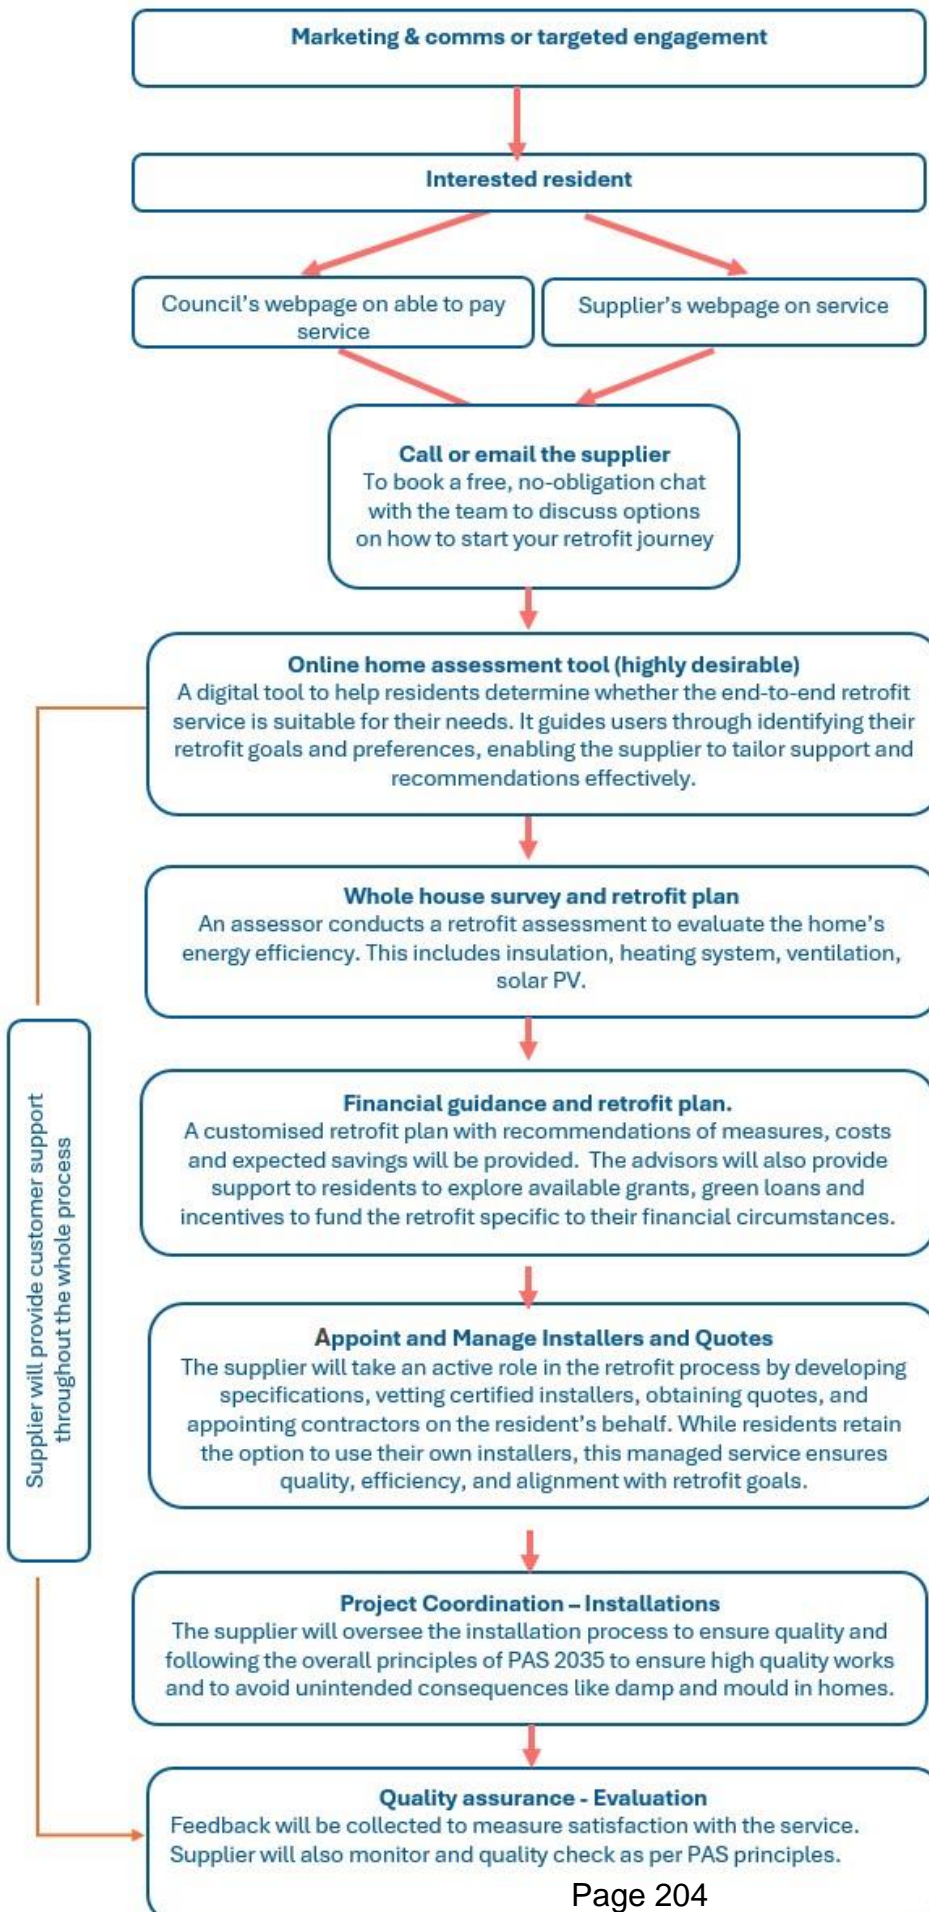 Marketing & comms or targeted engagement
Interested resident
Council's webpage on able to pay
service
Supplier's webpage on service
Call or email the supplier
To book a free, no-obligation chat
with the team to discuss options
on how to start your retrofit journey
Online home assessment tool (highly desirable)
A digital tool to help residents determine whether the end-to-end retrofit
service is suitable for their needs. It guides users through identifying their
retrofit goals and preferences, enabling the supplier to tailor support and
recommendations effectively.
Whole house survey and retrofit plan
An assessor conducts a retrofit assessment to evaluate the home's
energy efficiency. This includes insulation, heating system, ventilation,
solar PV.
Supplier will provide customer support
throughout the whole process
Financial guidance and retrofit plan.
A customised retrofit plan with recommendations of measures, costs
and expected savings will be provided. The advisors will also provide
support to residents to explore available grants, green loans and
incentives to fund the retrofit specific to their financial circumstances.
Appoint and Manage Installers and Quotes
The supplier will take an active role in the retrofit process by developing
specifications, vetting certified installers, obtaining quotes, and
appointing contractors on the resident's behalf. While residents retain
the option to use their own installers, this managed service ensures
quality, efficiency, and alignment with retrofit goals.
Project Coordination – Installations
The supplier will oversee the installation process to ensure quality and
following the overall principles of PAS 2035 to ensure high quality works
and to avoid unintended consequences like damp and mould in homes.
Quality assurance - Evaluation
Feedback will be collected to measure satisfaction with the service.
Supplier will also monitor and quality check as per PAS principles.
Page 204